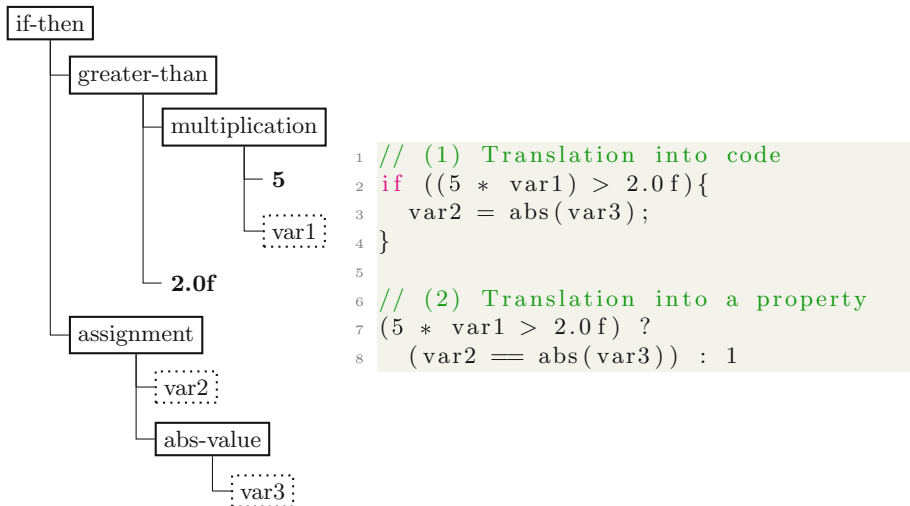 if-then
greater-than
multiplication
5
var1
2.0f
assignment
var2
abs-value
var3
1 // (1) Translation into code
2 if ((5 * var1) > 2.0f){
3 var2 = abs(var3);
4 }
5
6 // (2) Translation into a property
7 (5 * var1 > 2.0f) ?
8 (var2 == abs(var3)) : 1